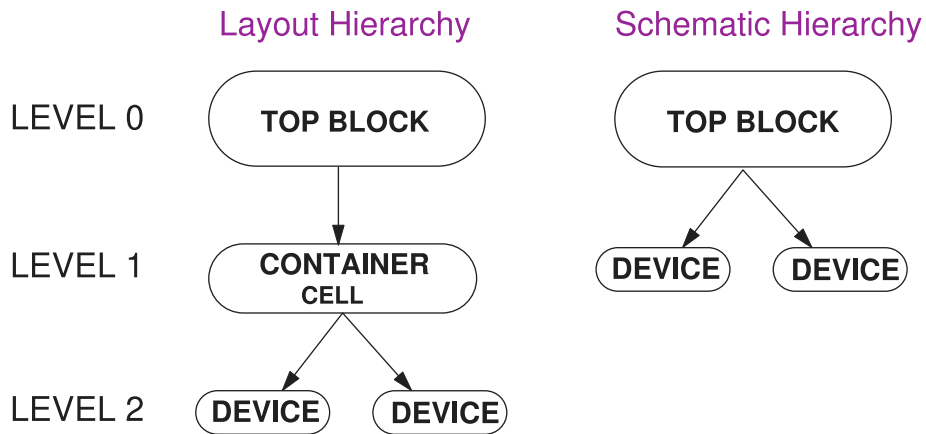 Layout Hierarchy
Schematic Hierarchy
LEVEL 0
TOP BLOCK
TOP BLOCK
LEVEL 1
CONTAINER
CELL
DEVICE
DEVICE
LEVEL 2
DEVICE
DEVICE